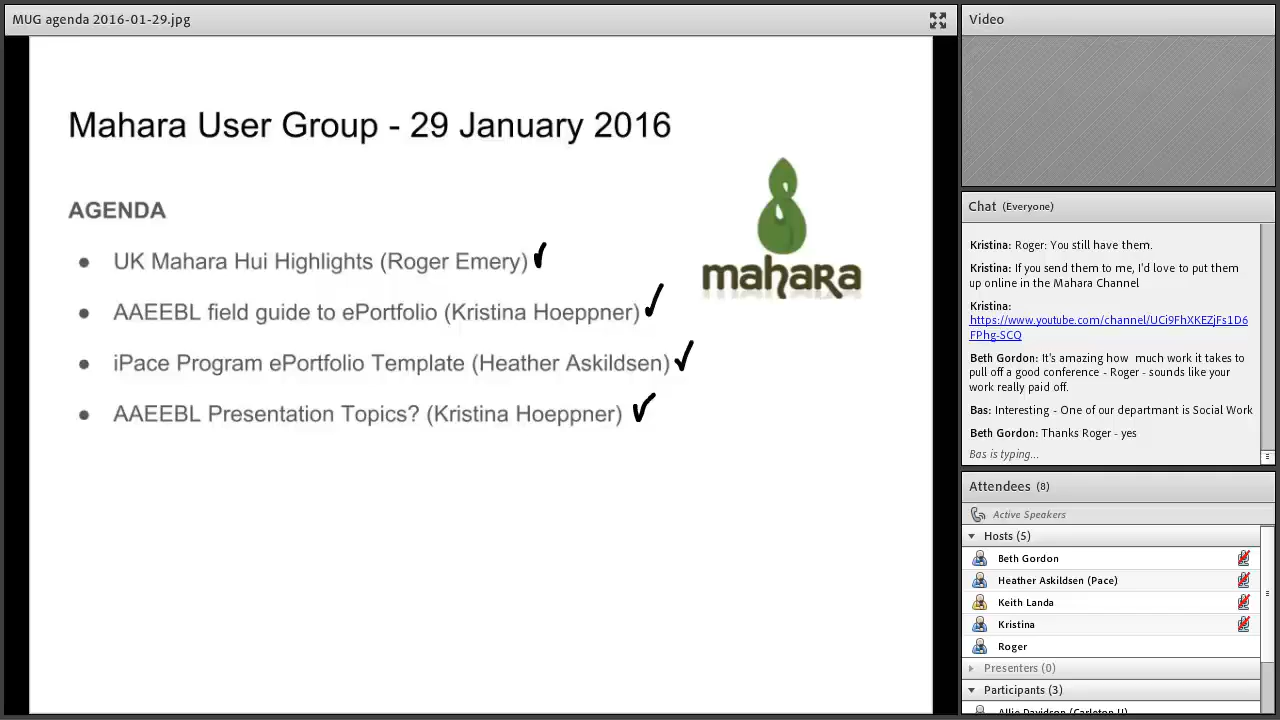 MUG agenda 2016-01-29.jpg
Mahara User Group - 29 January 2016
AGENDA
● UK Mahara Hui Highlights (Roger Emery)
● AAEEBL field guide to ePortfolio (Kristina Hoeppner)
● iPace Program ePortfolio Template (Heather Askildsen)
● AAEEBL Presentation Topics? (Kristina Hoeppner)
mahara
Video
Chat (Everyone)
Kristina: Roger: You still have them.
Kristina: If you send them to me, I'd love to put them
up online in the Mahara Channel
Kristina:
https://www.youtube.com/channel/UCi9FhXKEZjFs1D6
FPhg-SCQ
Beth Gordon: It's amazing how much work it takes to
pull off a good conference - Roger - sounds like your
work really paid off.
Bas: Interesting - One of our departmant is Social Work
Beth Gordon: Thanks Roger - yes
Bas is typing...
Attendees (8)
Active Speakers
Hosts (5)
Beth Gordon
Heather Askildsen (Pace)
Keith Landa
Kristina
Roger
Presenters (0)
Participants (3)
Allie Davidson (Carleton U)